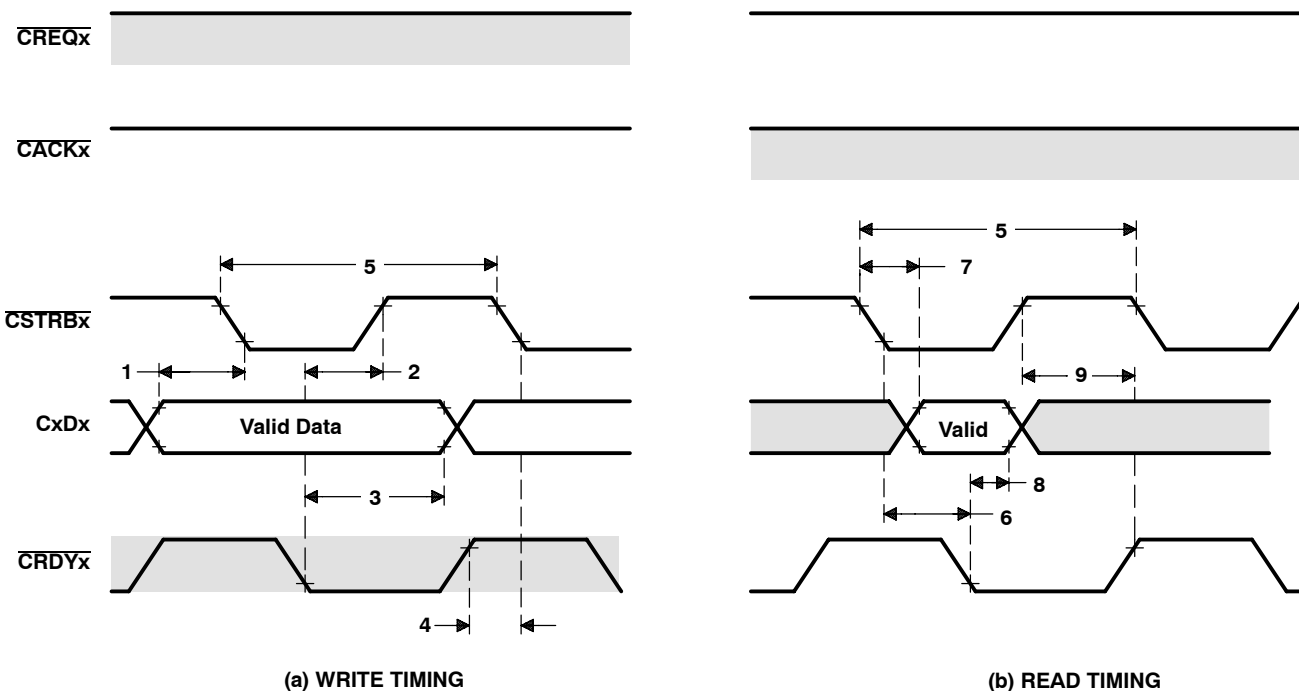 CREQx
CACKx
5
5
7
CSTRBx
1
2
9
CxDx
Valid Data
Valid
3
8
6
CRDYx
4
(a) WRITE TIMING
(b) READ TIMING